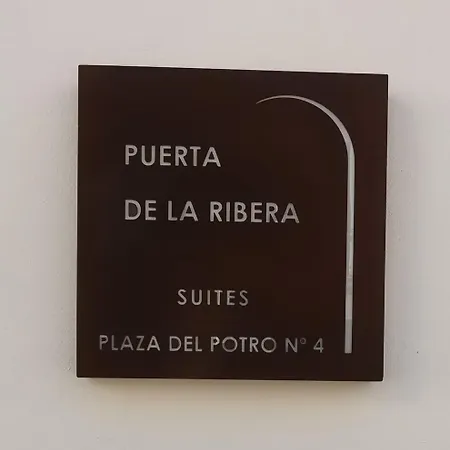 PUERTA
DE LA RIBERA
SUITES
PLAZA DEL POTRO Nº 4